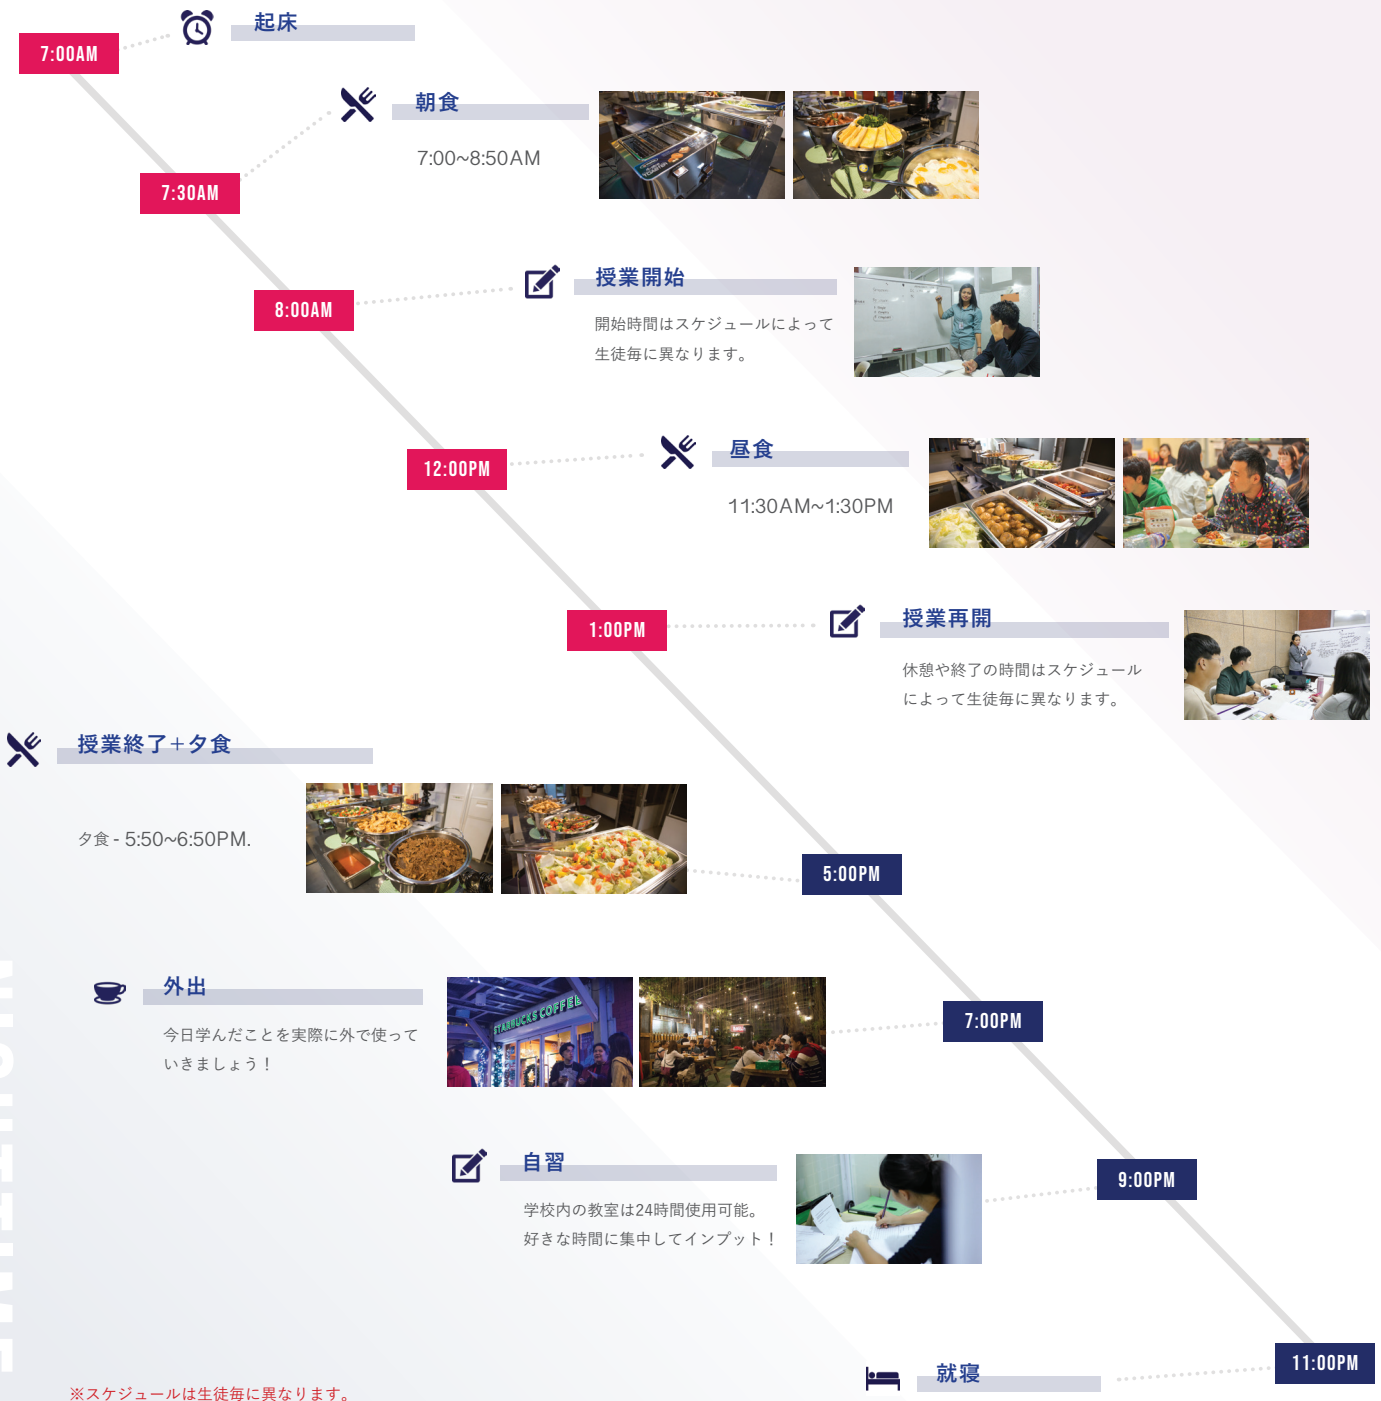 7:00AM
起床
朝食
7:00~8:50AM
7:30AM
授業開始
8:00AM
開始時間はスケジュールによって
生徒毎に異なります。
昼食
12:00PM
11:30AM~1:30PM
授業再開
1:00PM
休憩や終了の時間はスケジュール
によって生徒毎に異なります。
授業終了+夕食
夕食 - 5:50~6:50PM.
5:00PM
外出
今日学んだことを実際に外で使って
いきましょう！
STARBUCKS COFFEE
7:00PM
自習
学校内の教室は24時間使用可能。
好きな時間に集中してインプット！
9:00PM
就寝
11:00PM
※スケジュールは生徒毎に異なります。